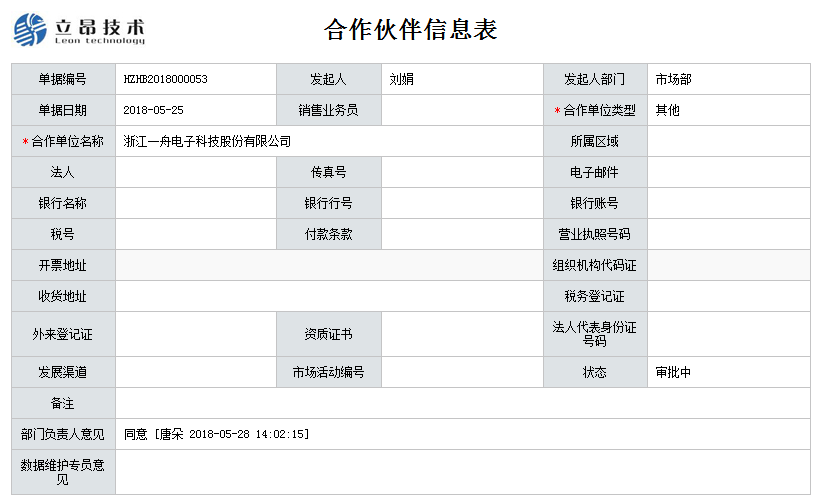 立昂技术
Leon technology
合作伙伴信息表
单据编号 HZHB2018000053 发起人 刘娟 发起人部门 市场部
单据日期 2018-05-25 销售业务员 *合作单位类型 其他
*合作单位名称 浙江一舟电子科技股份有限公司 所属区域
法人 传真号 电子邮件
银行名称 银行行号 银行账号
税号 付款条款 营业执照号码
开票地址 组织机构代码证
收货地址 税务登记证
外来登记证 资质证书 法人代表身份证
号码
发展渠道 市场活动编号 状态 审批中
备注
部门负责人意见 同意 [唐朵 2018-05-28 14:02:15]
数据维护专员意
见